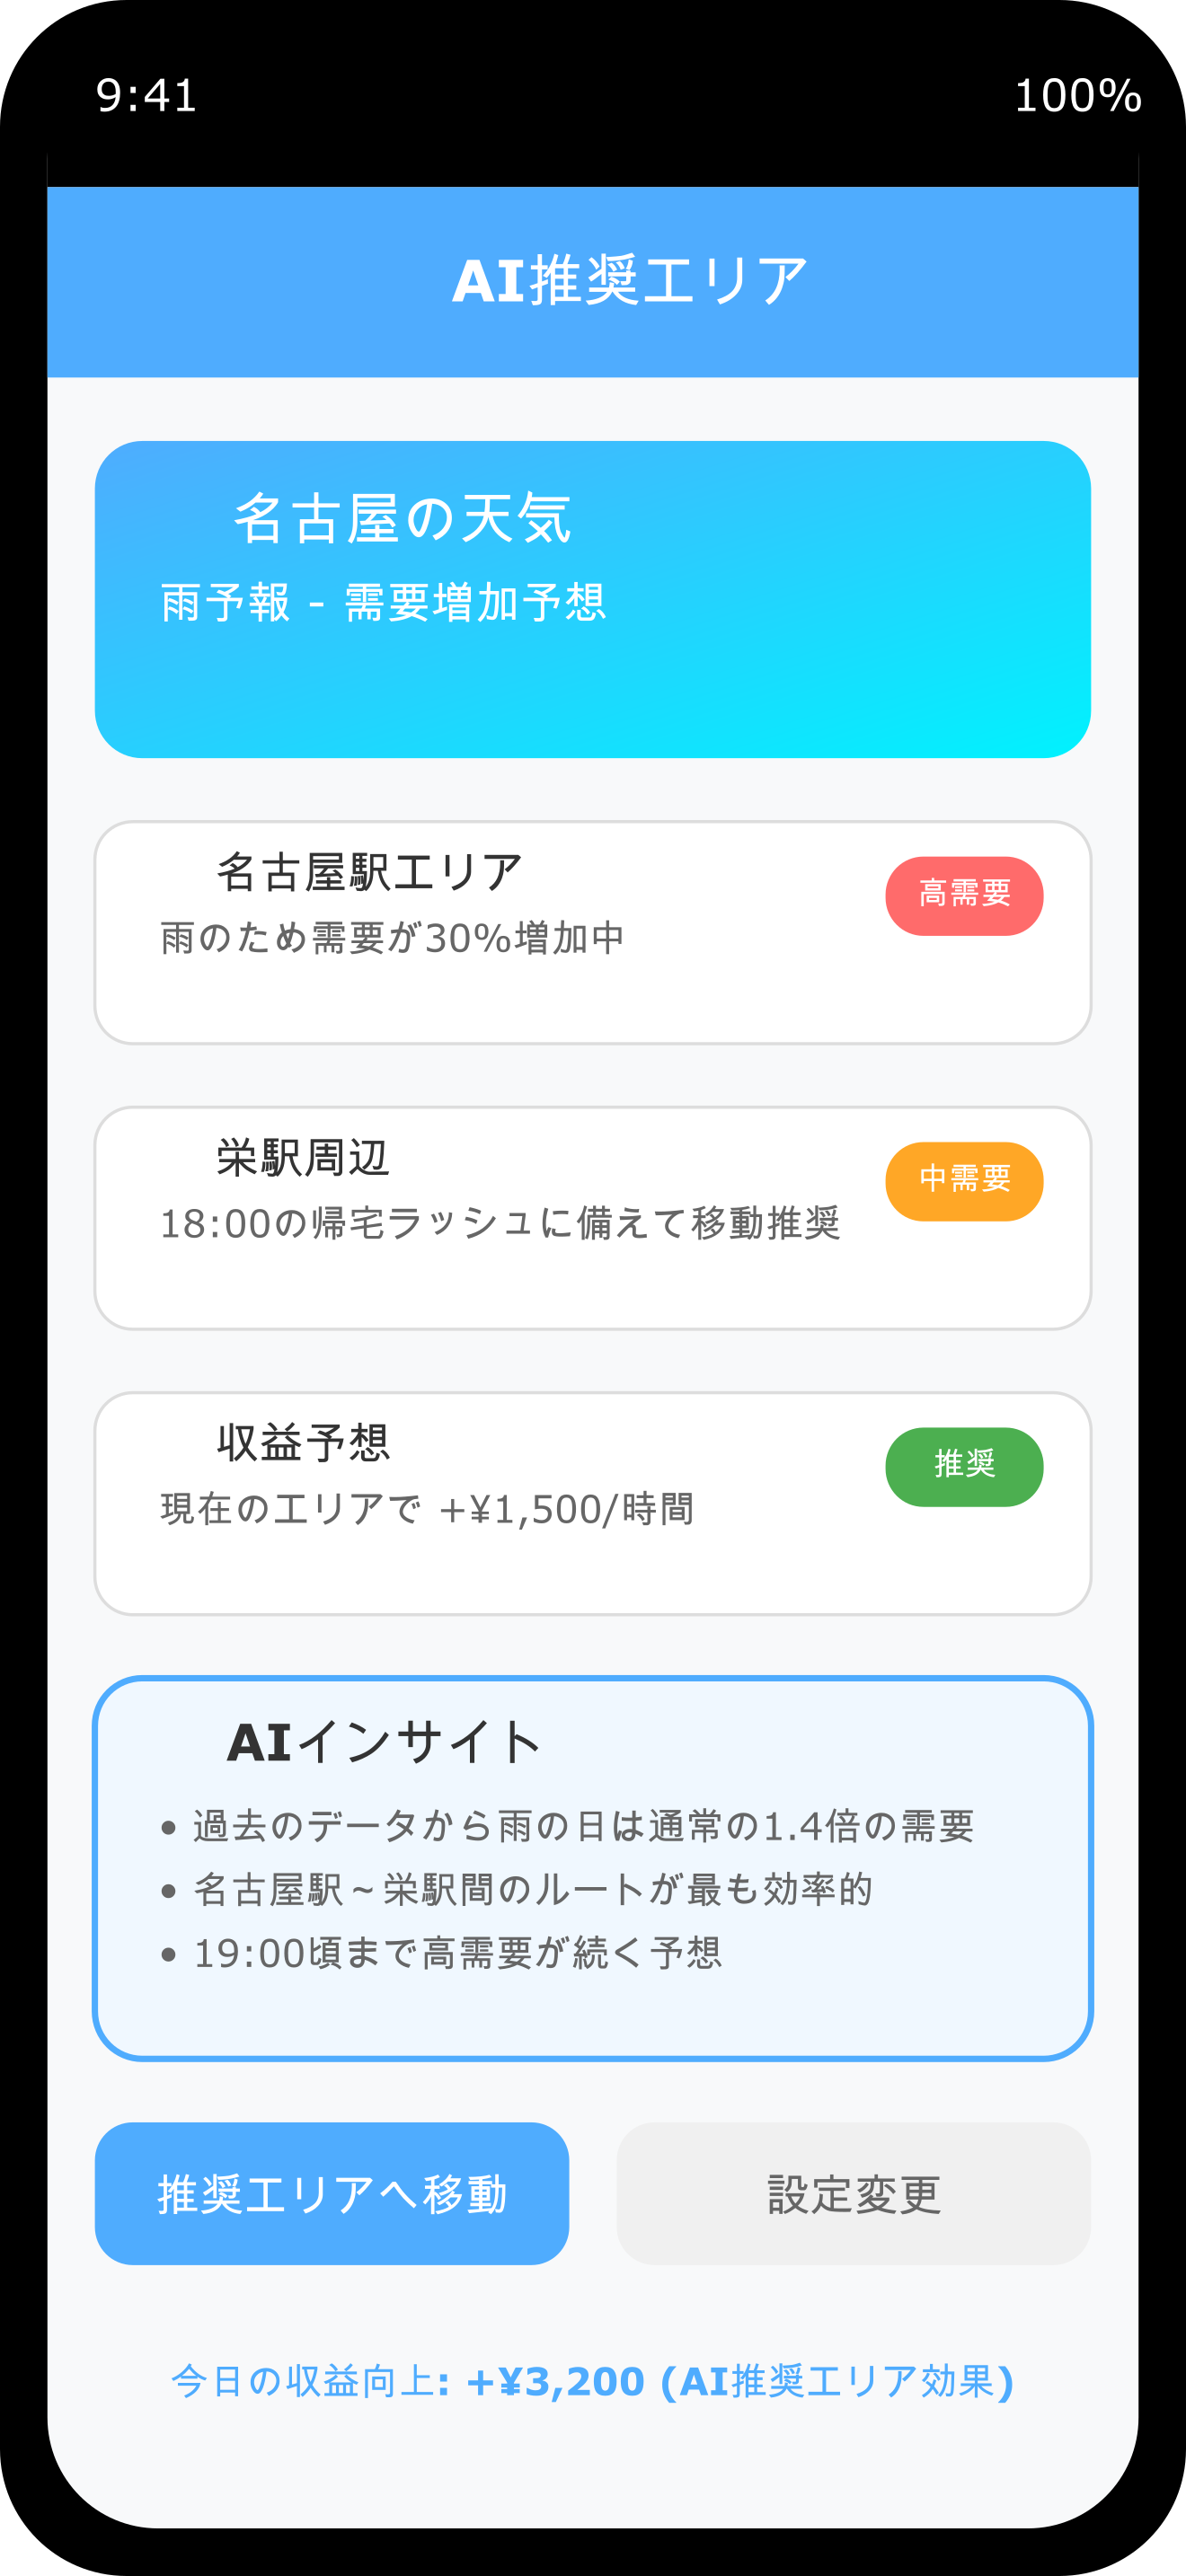 9:41
100%
AI推奨エリア
名古屋の天気
雨予報 - 需要増加予想
名古屋駅エリア
高需要
雨のため需要が30%増加中
栄駅周辺
中需要
18:00の帰宅ラッシュに備えて移動推奨
収益予想
推奨
現在のエリアで +¥1,500/時間
AIインサイト
• 過去のデータから雨の日は通常の1.4倍の需要
• 名古屋駅～栄駅間のルートが最も効率的
• 19:00頃まで高需要が続く予想
推奨エリアへ移動
設定変更
今日の収益向上: +¥3,200 (AI推奨エリア効果)